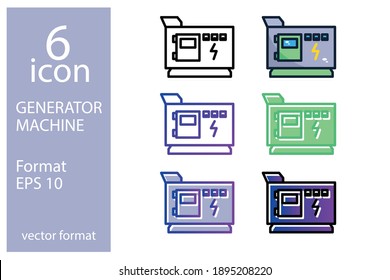 6
icon
GENERATOR
MACHINE
Format
EPS 10
vector format
shutterstock.com · 1895208220